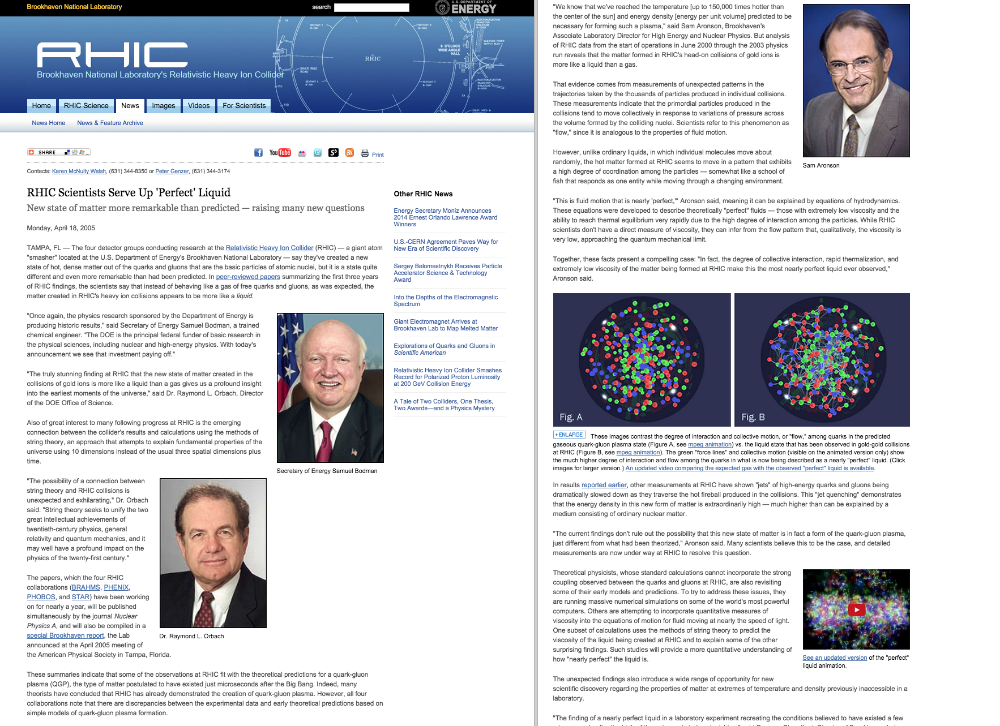 Brookhaven National Laboratory
search
U.S. DEPARTMENT OF
ENERGY
RHIC
Brookhaven National Laboratory's Relativistic Heavy Ion Collider
1A
SEXTANT 1
B-1001
SEXTANT 5
B-1005
6 O'CLOCK
WIDE ANGLE
HALL
INJECTION POWER
SUPPLY BLDG
RHIC
INNER RING
ROAD
SEXTANT 7
B-1007
7A
11C
11B
Home
RHIC Science
News
Images
Videos
For Scientists
News Home
News & Feature Archive
SHARE
YouTube
Print
Contacts: Karen McNulty Walsh, (631) 344-8350 or Peter Genzer, (631) 344-3174
RHIC Scientists Serve Up 'Perfect' Liquid
New state of matter more remarkable than predicted — raising many new questions
Monday, April 18, 2005
TAMPA, FL — The four detector groups conducting research at the Relativistic Heavy Ion Collider (RHIC) — a giant atom
"smasher" located at the U.S. Department of Energy's Brookhaven National Laboratory — say they've created a new
state of hot, dense matter out of the quarks and gluons that are the basic particles of atomic nuclei, but it is a state quite
different and even more remarkable than had been predicted. In peer-reviewed papers summarizing the first three years
of RHIC findings, the scientists say that instead of behaving like a gas of free quarks and gluons, as was expected, the
matter created in RHIC's heavy ion collisions appears to be more like a liquid.
"Once again, the physics research sponsored by the Department of Energy is
producing historic results," said Secretary of Energy Samuel Bodman, a trained
chemical engineer. "The DOE is the principal federal funder of basic research in
the physical sciences, including nuclear and high-energy physics. With today's
announcement we see that investment paying off."
"The truly stunning finding at RHIC that the new state of matter created in the
collisions of gold ions is more like a liquid than a gas gives us a profound insight
into the earliest moments of the universe," said Dr. Raymond L. Orbach, Director
of the DOE Office of Science.
Also of great interest to many following progress at RHIC is the emerging
connection between the collider's results and calculations using the methods of
string theory, an approach that attempts to explain fundamental properties of the
universe using 10 dimensions instead of the usual three spatial dimensions plus
time.
Secretary of Energy Samuel Bodman
"The possibility of a connection between
string theory and RHIC collisions is
unexpected and exhilarating," Dr. Orbach
said. "String theory seeks to unify the two
great intellectual achievements of
twentieth-century physics, general
relativity and quantum mechanics, and it
may well have a profound impact on the
physics of the twenty-first century."
The papers, which the four RHIC
collaborations (BRAHMS, PHENIX,
PHOBOS, and STAR) have been working
on for nearly a year, will be published
simultaneously by the journal Nuclear
Physics A, and will also be compiled in a
special Brookhaven report, the Lab
announced at the April 2005 meeting of
the American Physical Society in Tampa, Florida.
Dr. Raymond L. Orbach
These summaries indicate that some of the observations at RHIC fit with the theoretical predictions for a quark-gluon
plasma (QGP), the type of matter postulated to have existed just microseconds after the Big Bang. Indeed, many
theorists have concluded that RHIC has already demonstrated the creation of quark-gluon plasma. However, all four
collaborations note that there are discrepancies between the experimental data and early theoretical predictions based on
simple models of quark-gluon plasma formation.
Other RHIC News
Energy Secretary Moniz Announces
2014 Ernest Orlando Lawrence Award
Winners
U.S.-CERN Agreement Paves Way for
New Era of Scientific Discovery
Sergey Belomestnykh Receives Particle
Accelerator Science & Technology
Award
Into the Depths of the Electromagnetic
Spectrum
Giant Electromagnet Arrives at
Brookhaven Lab to Map Melted Matter
Explorations of Quarks and Gluons in
Scientific American
Relativistic Heavy Ion Collider Smashes
Record for Polarized Proton Luminosity
at 200 GeV Collision Energy
A Tale of Two Colliders, One Thesis,
Two Awards—and a Physics Mystery
"We know that we've reached the temperature [up to 150,000 times hotter than
the center of the sun] and energy density [energy per unit volume] predicted to be
necessary for forming such a plasma," said Sam Aronson, Brookhaven's
Associate Laboratory Director for High Energy and Nuclear Physics. But analysis
of RHIC data from the start of operations in June 2000 through the 2003 physics
run reveals that the matter formed in RHIC's head-on collisions of gold ions is
more like a liquid than a gas.
That evidence comes from measurements of unexpected patterns in the
trajectories taken by the thousands of particles produced in individual collisions.
These measurements indicate that the primordial particles produced in the
collisions tend to move collectively in response to variations of pressure across
the volume formed by the colliding nuclei. Scientists refer to this phenomenon as
"flow," since it is analogous to the properties of fluid motion.
However, unlike ordinary liquids, in which individual molecules move about
randomly, the hot matter formed at RHIC seems to move in a pattern that exhibits
a high degree of coordination among the particles — somewhat like a school of
fish that responds as one entity while moving through a changing environment.
Sam Aronson
"This is fluid motion that is nearly 'perfect,'" Aronson said, meaning it can be explained by equations of hydrodynamics.
These equations were developed to describe theoretically "perfect" fluids — those with extremely low viscosity and the
ability to reach thermal equilibrium very rapidly due to the high degree of interaction among the particles. While RHIC
scientists don't have a direct measure of viscosity, they can infer from the flow pattern that, qualitatively, the viscosity is
very low, approaching the quantum mechanical limit.
Together, these facts present a compelling case: "In fact, the degree of collective interaction, rapid thermalization, and
extremely low viscosity of the matter being formed at RHIC make this the most nearly perfect liquid ever observed,"
Aronson said.
Fig. A
Fig. B
+ENLARGE These images contrast the degree of interaction and collective motion, or "flow," among quarks in the predicted
gaseous quark-gluon plasma state (Figure A, see mpeg animation) vs. the liquid state that has been observed in gold-gold collisions
at RHIC (Figure B, see mpeg animation). The green "force lines" and collective motion (visible on the animated version only) show
the much higher degree of interaction and flow among the quarks in what is now being described as a nearly "perfect" liquid. (Click
images for larger version.) An updated video comparing the expected gas with the observed "perfect" liquid is available.
In results reported earlier, other measurements at RHIC have shown "jets" of high-energy quarks and gluons being
dramatically slowed down as they traverse the hot fireball produced in the collisions. This "jet quenching" demonstrates
that the energy density in this new form of matter is extraordinarily high — much higher than can be explained by a
medium consisting of ordinary nuclear matter.
"The current findings don't rule out the possibility that this new state of matter is in fact a form of the quark-gluon plasma,
just different from what had been theorized," Aronson said. Many scientists believe this to be the case, and detailed
measurements are now under way at RHIC to resolve this question.
Theoretical physicists, whose standard calculations cannot incorporate the strong
coupling observed between the quarks and gluons at RHIC, are also revisiting
some of their early models and predictions. To try to address these issues, they
are running massive numerical simulations on some of the world's most powerful
computers. Others are attempting to incorporate quantitative measures of
viscosity into the equations of motion for fluid moving at nearly the speed of light.
One subset of calculations uses the methods of string theory to predict the
viscosity of the liquid being created at RHIC and to explain some of the other
surprising findings. Such studies will provide a more quantitative understanding of
how "nearly perfect" the liquid is.
See an updated version of the "perfect"
liquid animation.
The unexpected findings also introduce a wide range of opportunity for new
scientific discovery regarding the properties of matter at extremes of temperature and density previously inaccessible in a
laboratory.
"The finding of a nearly perfect liquid in a laboratory experiment recreating the conditions believed to have existed a few